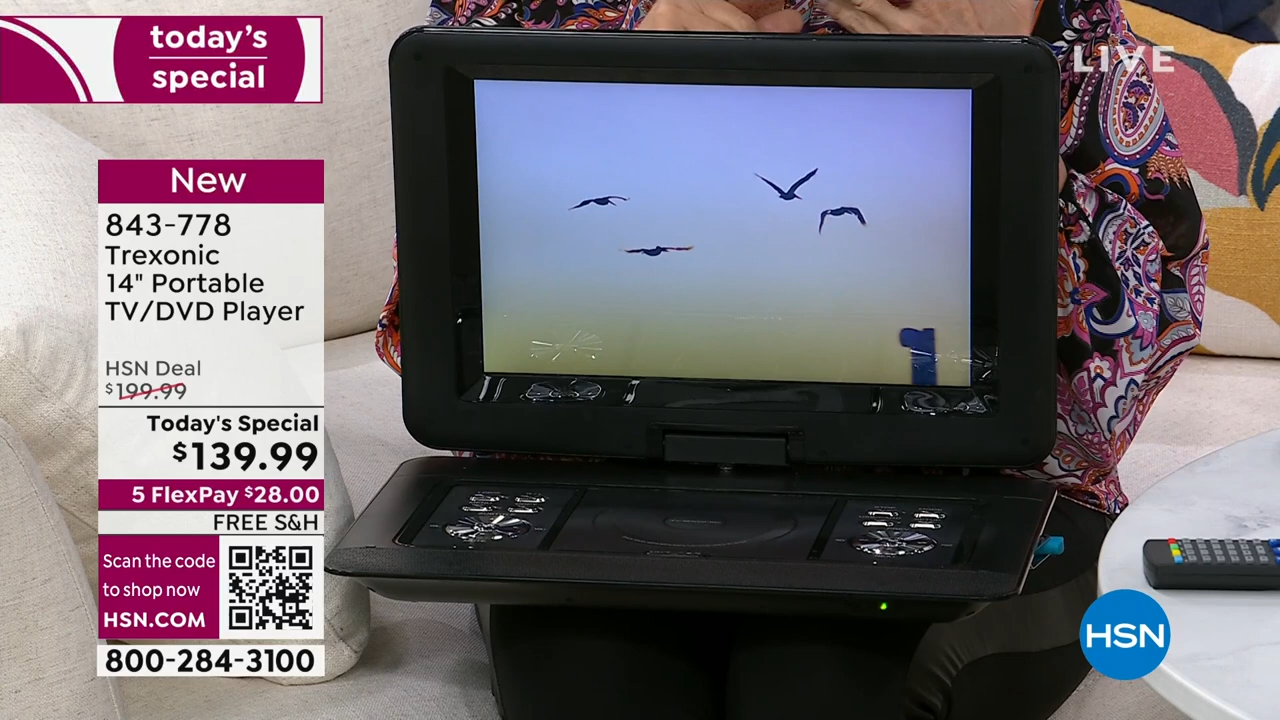 today's
special
LIVE
New
843-778
Trexonic
14" Portable
TV/DVD Player
HSN Deal
$199.99
Today's Special
$139.99
5 FlexPay $28.00
FREE S&H
Scan the code
to shop now
HSN.COM
800-284-3100
HSN